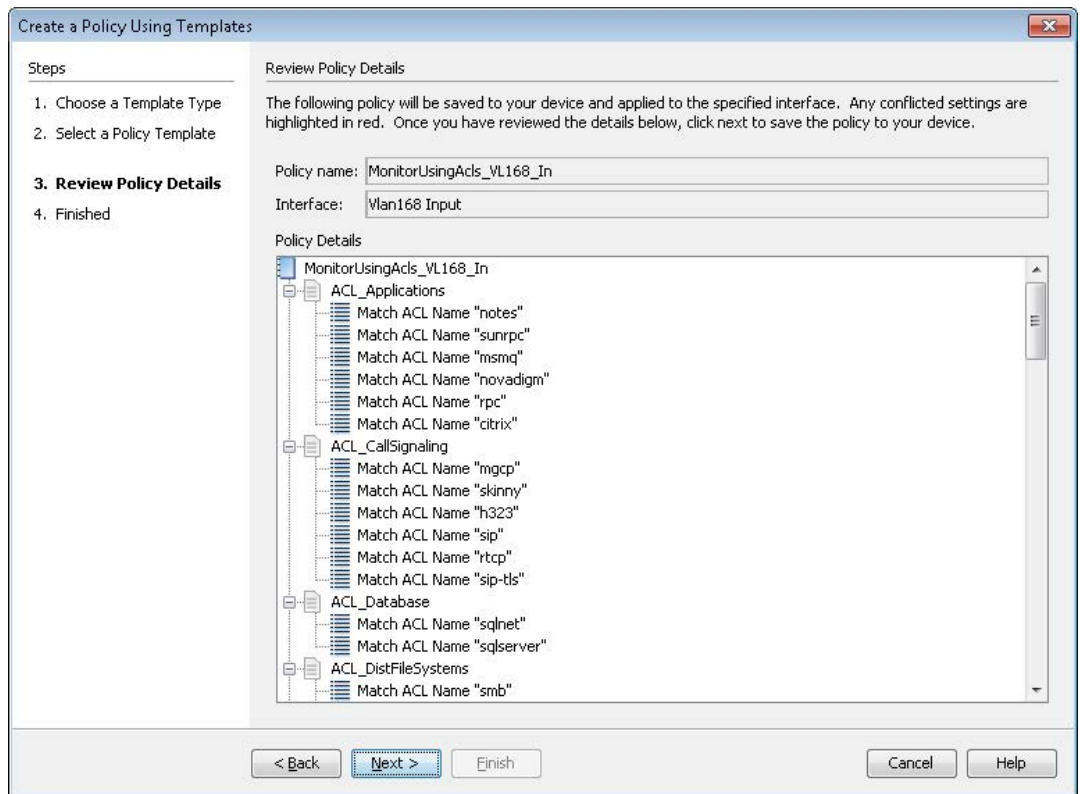 Create a Policy Using Templates
Steps
1. Choose a Template Type
2. Select a Policy Template
3. Review Policy Details
4. Finished
Review Policy Details
The following policy will be saved to your device and applied to the specified interface. Any conflicted settings are
highlighted in red. Once you have reviewed the details below, click next to save the policy to your device.
Policy name: MonitorUsingAcls_VL168_In
Interface: Vlan168 Input
Policy Details
MonitorUsingAcls_VL168_In
ACL_Applications
Match ACL Name "notes"
Match ACL Name "sunrpc"
Match ACL Name "msmq"
Match ACL Name "novadigm"
Match ACL Name "rpc"
Match ACL Name "citrix"
ACL_CallSignaling
Match ACL Name "mgcp"
Match ACL Name "skinny"
Match ACL Name "h323"
Match ACL Name "sip"
Match ACL Name "rtcp"
Match ACL Name "sip-tls"
ACL_Database
Match ACL Name "sqlnet"
Match ACL Name "sqlserver"
ACL_DistFileSystems
Match ACL Name "smb"
< Back Next > Finish Cancel Help